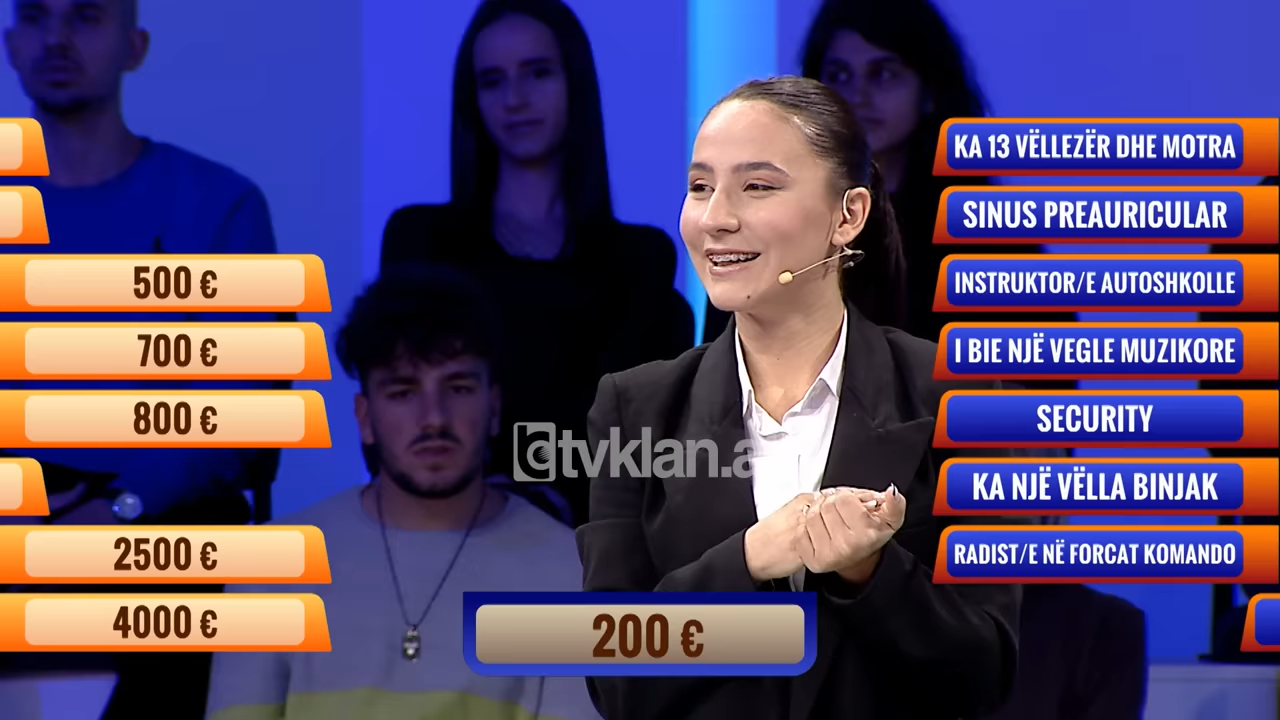 500 €
700 €
800 €
2500 €
4000 €
tvklan.a
200 €
KA 13 VËLLEZËR DHE MOTRA
SINUS PREAURICULAR
INSTRUKTOR/E AUTOSHKOLLE
I BIE NJË VEGLE MUZIKORE
SECURITY
KA NJË VËLLA BINJAK
RADIST/E NË FORCAT KOMANDO